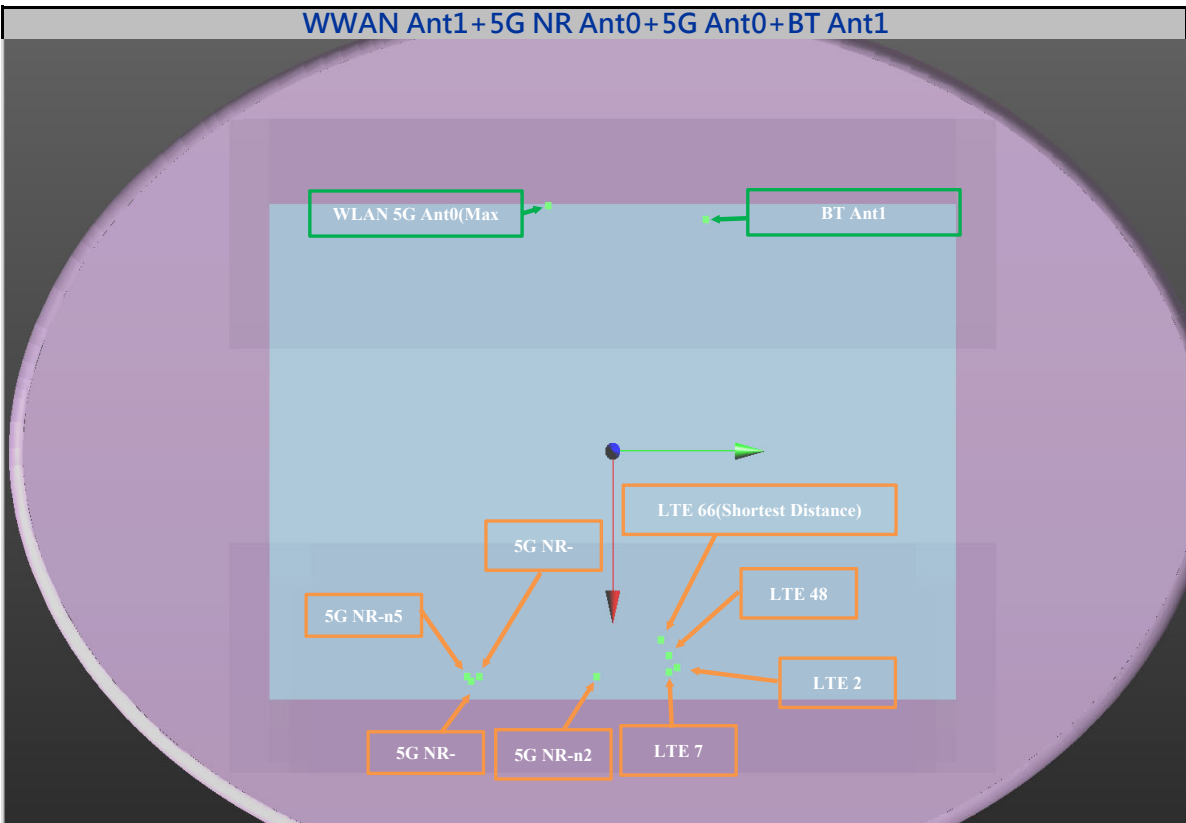 WWAN Ant1+5G NR Ant0+5G Ant0+BT Ant1
WLAN 5G Ant0(Max
BT Ant1
LTE 66(Shortest Distance)
5G NR-
LTE 48
5G NR-n5
LTE 2
5G NR-
5G NR-n2
LTE 7